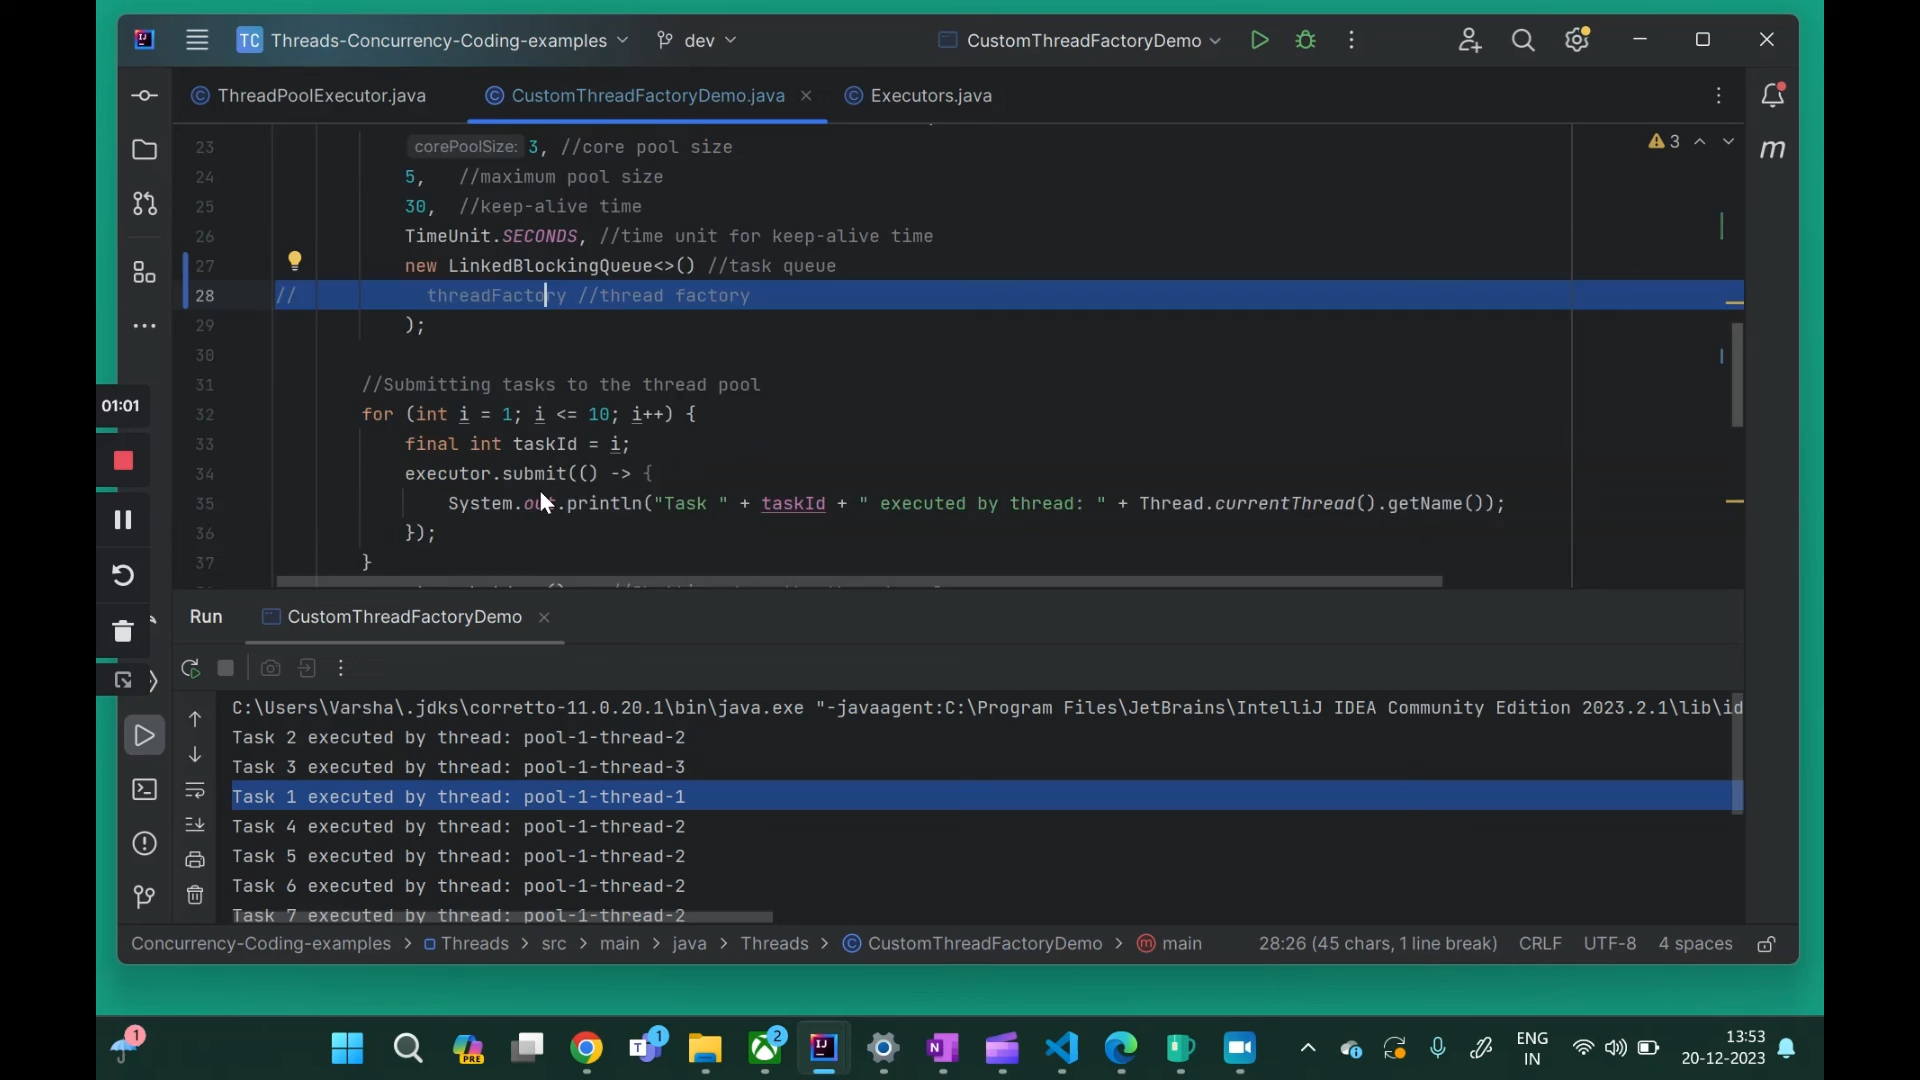 TC Threads-Concurrency-Coding-examples dev CustomThreadFactoryDemo
ThreadPoolExecutor.java CustomThreadFactoryDemo.java Executors.java
23 corePoolSize: 3, //core pool size
3
24 5, //maximum pool size
25 30, //keep-alive time
26 TimeUnit.SECONDS, //time unit for keep-alive time
27 new LinkedBlockingQueue<>() //task queue
28 // threadFactory //thread factory
29 );
30
31 //Submitting tasks to the thread pool
32 for (int i = 1; i <= 10; i++) {
33 final int taskId = i;
34 executor.submit(() -> {
35 System.out.println("Task " + taskId + " executed by thread: " + Thread.currentThread().getName());
36 });
37 }
01:01
Run CustomThreadFactoryDemo
C:\Users\Varsha\.jdks\corretto-11.0.20.1\bin\java.exe "-javaagent:C:\Program Files\JetBrains\IntelliJ IDEA Community Edition 2023.2.1\lib\id
Task 2 executed by thread: pool-1-thread-2
Task 3 executed by thread: pool-1-thread-3
Task 1 executed by thread: pool-1-thread-1
Task 4 executed by thread: pool-1-thread-2
Task 5 executed by thread: pool-1-thread-2
Task 6 executed by thread: pool-1-thread-2
Task 7 executed by thread: pool-1-thread-2
Concurrency-Coding-examples > Threads > src > main > java > Threads > CustomThreadFactoryDemo > main 28:26 (45 chars, 1 line break) CRLF UTF-8 4 spaces
1 PRE 1 2 ENG IN 13:53
20-12-2023